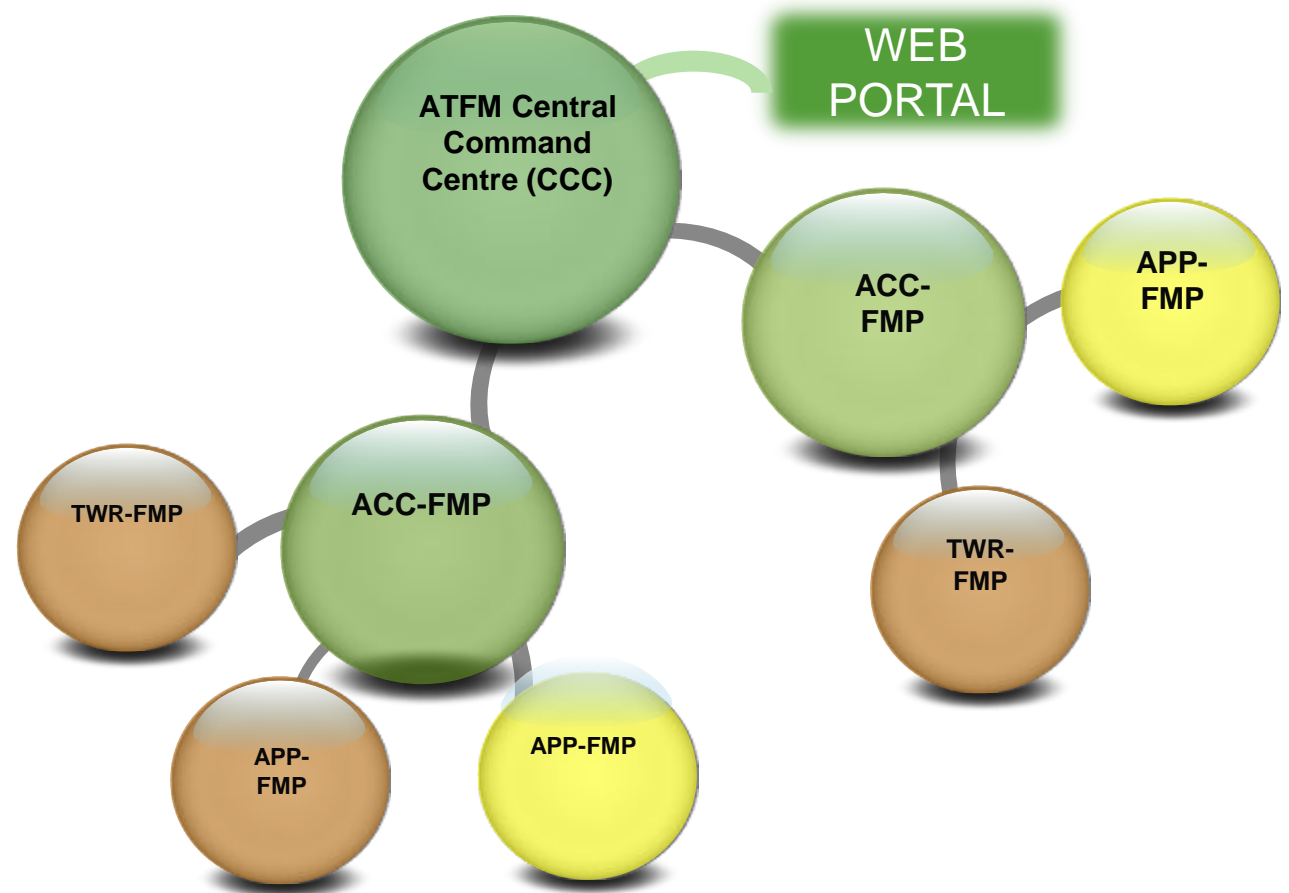 WEB
PORTAL
ATFM Central
Command
Centre (CCC)
ACC-
FMP
APP-
FMP
ACC-FMP
TWR-FMP
TWR-
FMP
APP-
FMP
APP-FMP